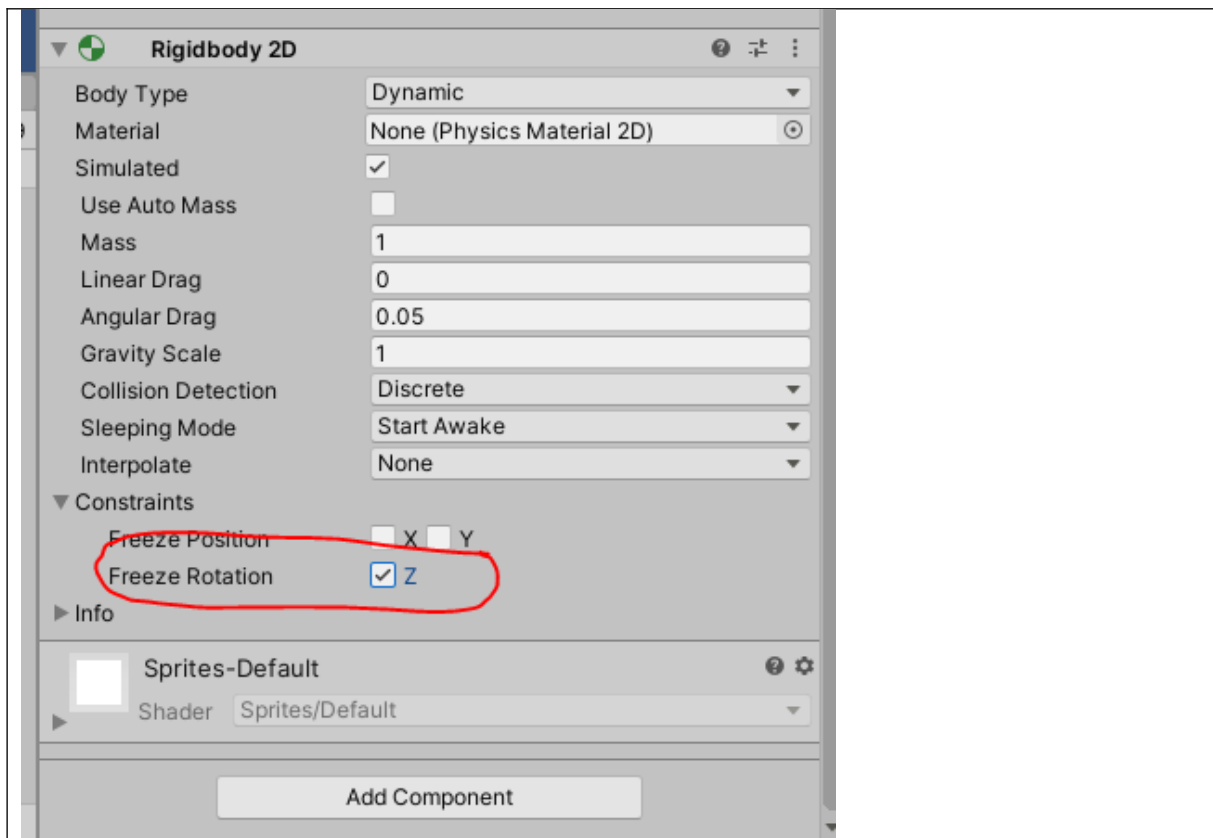 Rigidbody 2D
Body Type Dynamic
Material None (Physics Material 2D)
Simulated
Use Auto Mass
Mass 1
Linear Drag 0
Angular Drag 0.05
Gravity Scale 1
Collision Detection Discrete
Sleeping Mode Start Awake
Interpolate None
Constraints
Freeze Position X Y
Freeze Rotation Z
Info
Sprites-Default
Shader Sprites/Default
Add Component